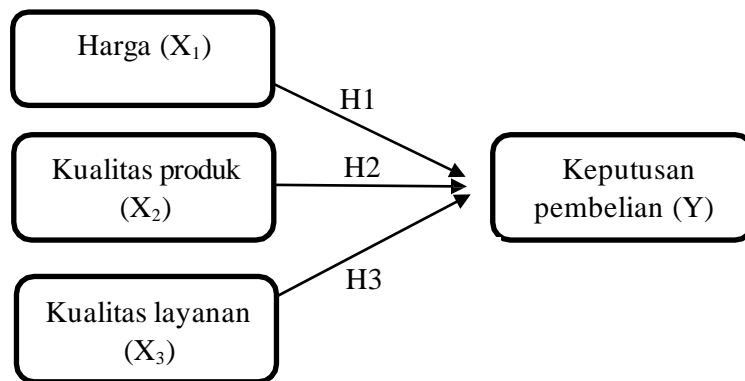 Harga (X₁)
H1
Kualitas produk
(X₂)
H2
Keputusan
pembelian (Y)
H3
Kualitas layanan
(X₃)